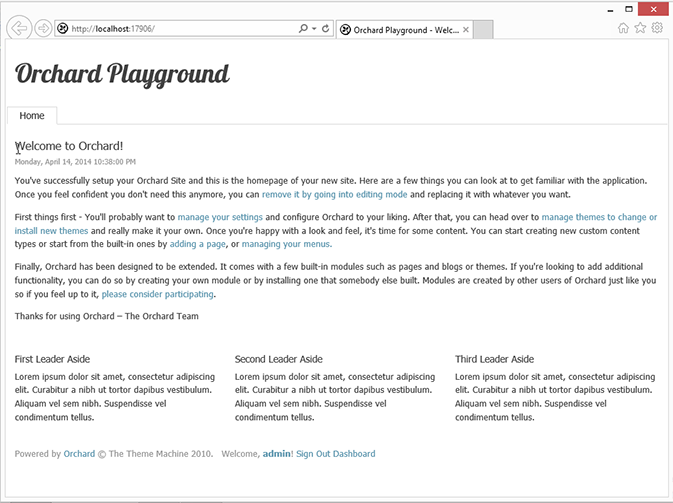 http://localhost:17906/
Orchard Playground - Welc...
Orchard Playground
Home
Welcome to Orchard!
Monday, April 14, 2014 10:38:00 PM
You've successfully setup your Orchard Site and this is the homepage of your new site. Here are a few things you can look at to get familiar with the application.
Once you feel confident you don't need this anymore, you can remove it by going into editing mode and replacing it with whatever you want.
First things first - You'll probably want to manage your settings and configure Orchard to your liking. After that, you can head over to manage themes to change or
install new themes and really make it your own. Once you're happy with a look and feel, it's time for some content. You can start creating new custom content
types or start from the built-in ones by adding a page, or managing your menus.
Finally, Orchard has been designed to be extended. It comes with a few built-in modules such as pages and blogs or themes. If you're looking to add additional
functionality, you can do so by creating your own module or by installing one that somebody else built. Modules are created by other users of Orchard just like you
so if you feel up to it, please consider participating.
Thanks for using Orchard – The Orchard Team
First Leader Aside
Lorem ipsum dolor sit amet, consectetur adipiscing
elit. Curabitur a nibh ut tortor dapibus vestibulum.
Aliquam vel sem nibh. Suspendisse vel
condimentum tellus.
Second Leader Aside
Lorem ipsum dolor sit amet, consectetur adipiscing
elit. Curabitur a nibh ut tortor dapibus vestibulum.
Aliquam vel sem nibh. Suspendisse vel
condimentum tellus.
Third Leader Aside
Lorem ipsum dolor sit amet, consectetur adipiscing
elit. Curabitur a nibh ut tortor dapibus vestibulum.
Aliquam vel sem nibh. Suspendisse vel
condimentum tellus.
Powered by Orchard © The Theme Machine 2010. Welcome, admin! Sign Out Dashboard